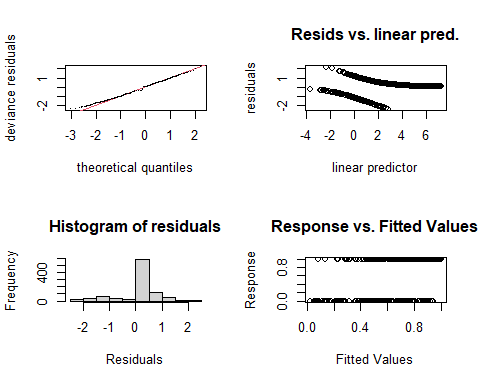 deviance residuals
1
-2
-3 -2 -1 0 1 2
theoretical quantiles
Resids vs. linear pred.
residuals
1
-2
-4 -2 0 2 4 6
linear predictor
Histogram of residuals
Frequency
400
0
-2 -1 0 1 2
Residuals
Response vs. Fitted Values
Response
0.8
0.0
0.0 0.4 0.8
Fitted Values